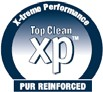 X-treme Performance
Top Clean
xp™
PUR REINFORCED